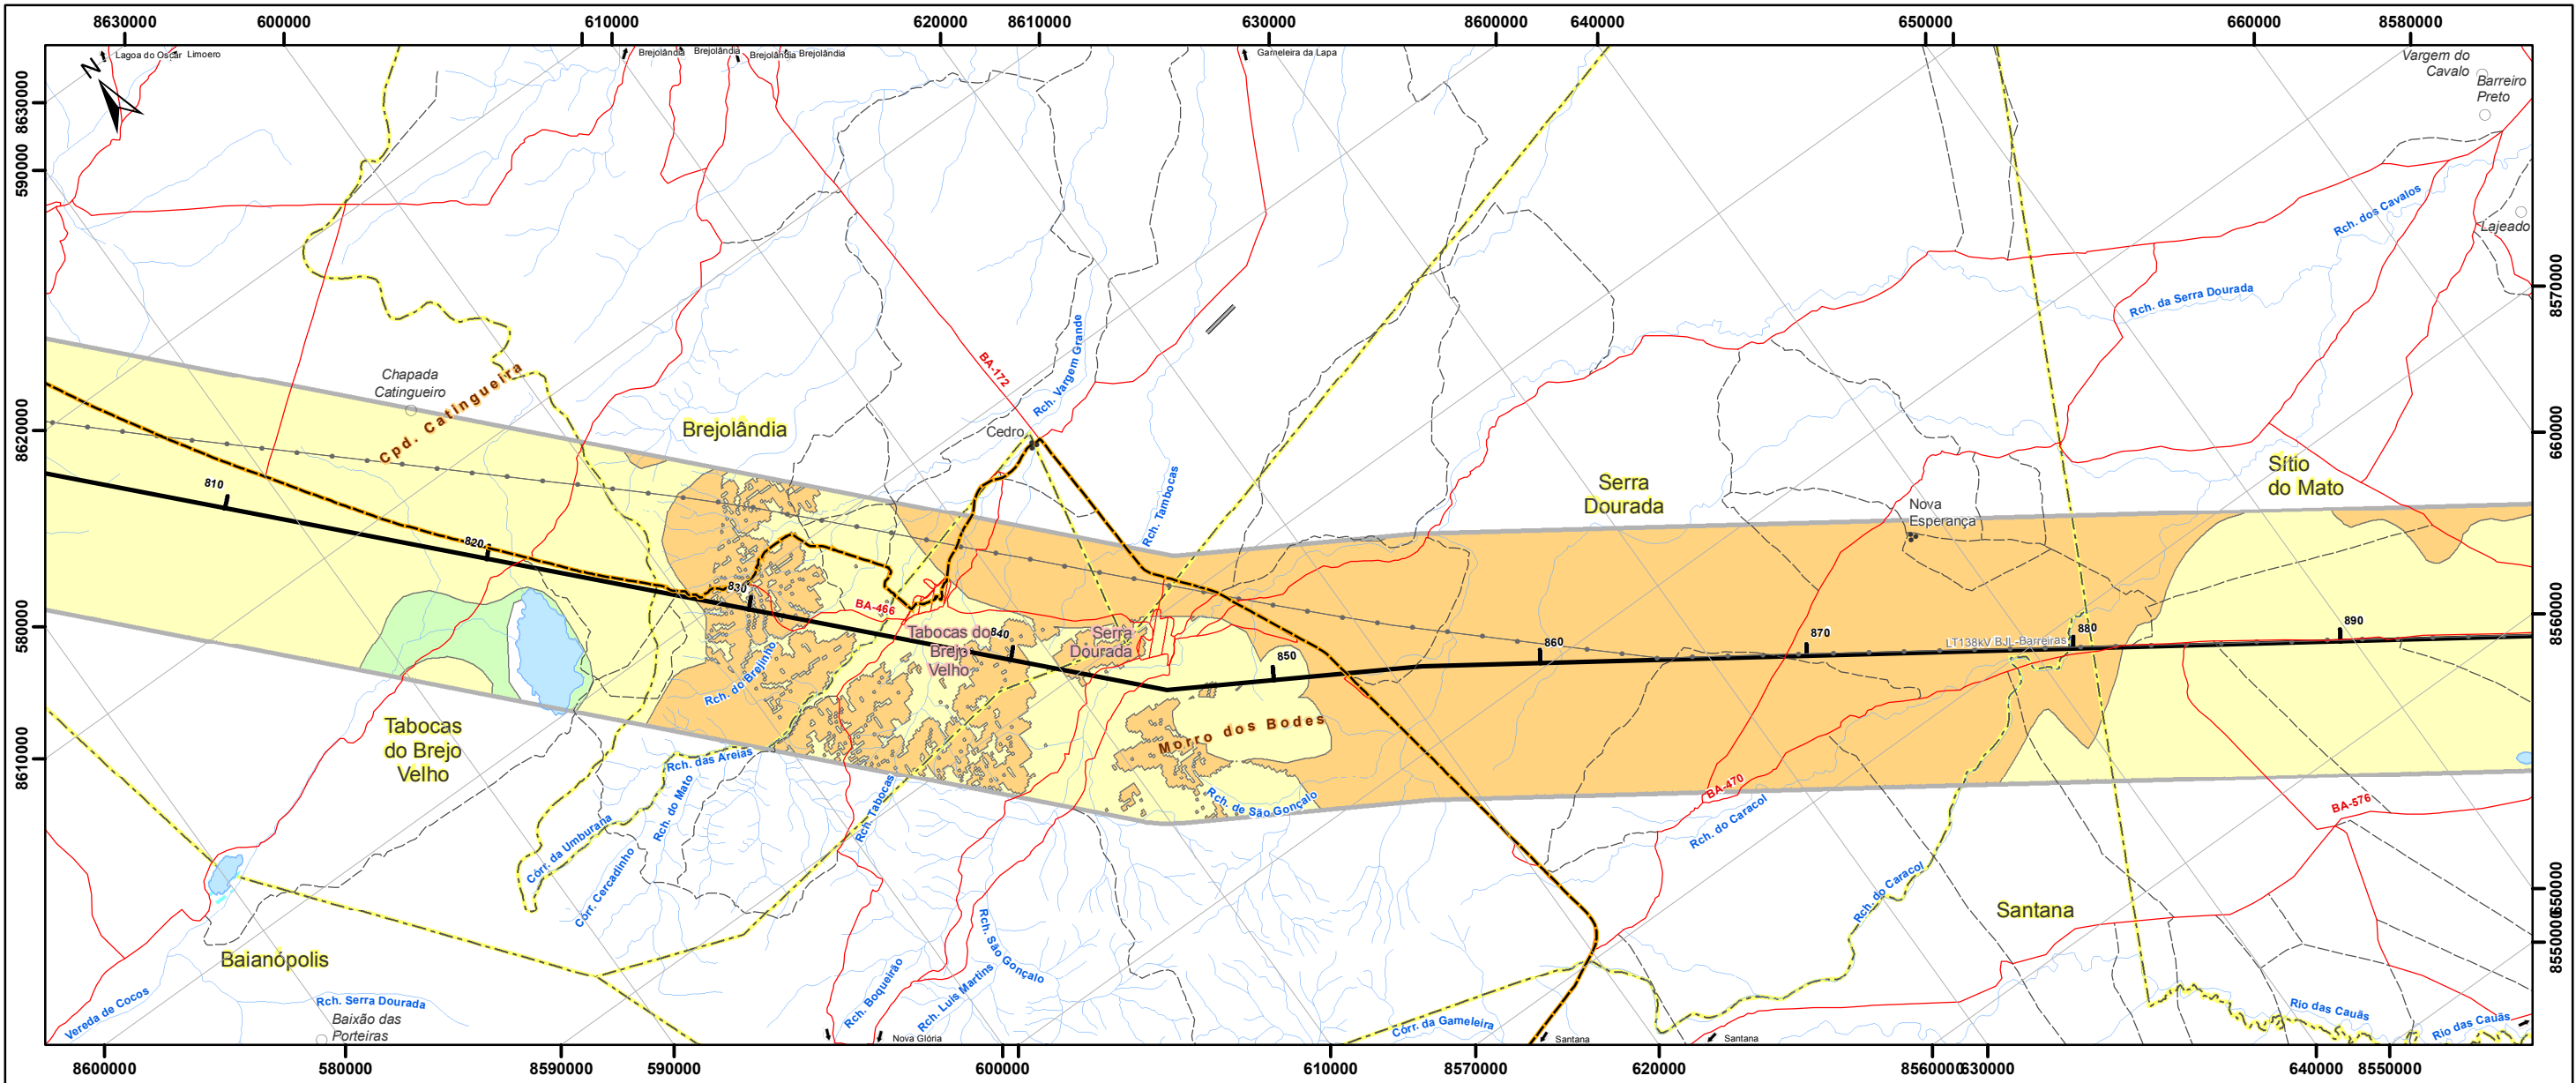 8630000 600000 610000 620000 8610000 630000 8600000 640000 650000 660000 8580000
Lagoa do Oscar Limoero Brejolândia Brejolândia Brejolândia Brejolândia Gameleira da Lapa
N
Vargem do
Cavalo
Barreiro
Preto
8630000
590000
8620000
580000
8610000
Rch. dos Cavalos
Lajeado
Rch. da Serra Dourada
8570000
660000
6560000
650000
8550000
Chapada
Catingueiro
Cpd. Catingueira
Brejolândia
BA-172
Rch. Vargem Grande
Cedro
Rch. Tambocas
Serra
Dourada
Sítio
do Mato
Nova
Esperança
810
820
830
840
850
860
870
880
890
BA-466
LT138kV BJL-Barreiras
Tabocas do
Brejo
Velho
Serra
Dourada
Rch. do Brejinho
Morro dos Bodes
Tabocas
do Brejo
Velho
Rch. das Areias
Rch. do Mato
Rch. Tabocas
Rch. de São Gonçalo
BA-470
Rch. do Caracol
BA-576
Córr. da Umburana
Córr. Cercadinho
Rch. do Caracol
Santana
Baianópolis
Rch. São Gonçalo
Rch. Boqueirão
Rch. Luis Martins
Vereda de Cocos
Rch. Serra Dourada
Baixão das
Porteiras
Nova Glória
Córr. da Gameleira
Santana
Santana
Rio das Cauãs
Rio das Cauãs
8600000 580000 8590000 590000 600000 610000 8570000 620000 8560000 630000 640000 8550000